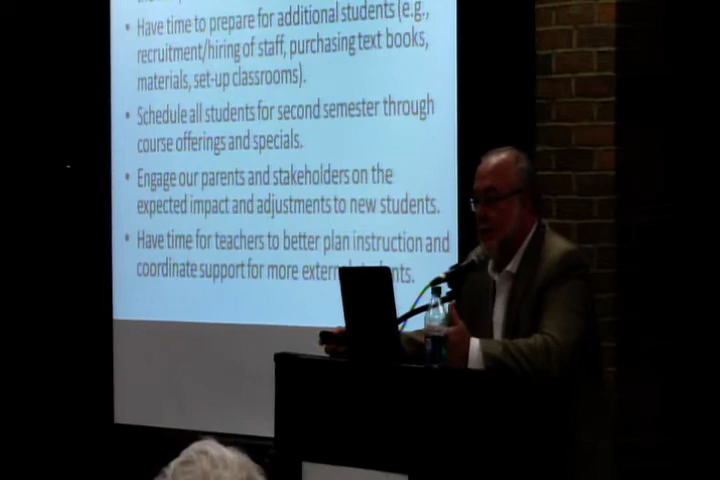 • Have time to prepare for additional students (e.g.,
recruitment/hiring of staff, purchasing text books,
materials, set-up classrooms).
• Schedule all students for second semester through
course offerings and specials.
• Engage our parents and stakeholders on the
expected impact and adjustments to new students.
• Have time for teachers to better plan instruction and
coordinate support for more extern